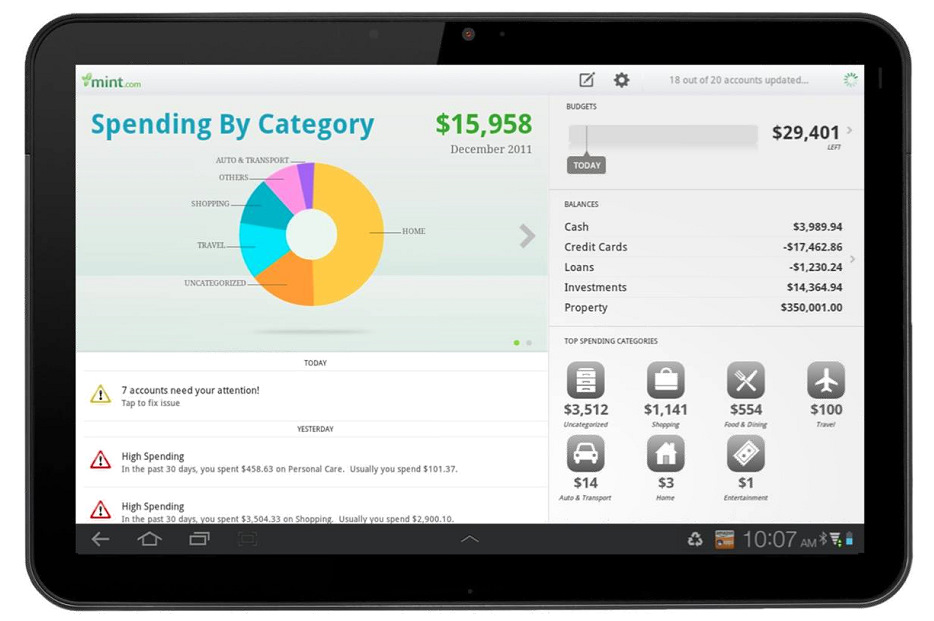 mint.com
18 out of 20 accounts updated...
Spending By Category
$15,958
December 2011
AUTO & TRANSPORT
OTHERS
SHOPPING
TRAVEL
UNCATEGORIZED
HOME
TODAY
7 accounts need your attention!
Tap to fix issue
YESTERDAY
High Spending
In the past 30 days, you spent $458.63 on Personal Care. Usually you spend $101.37.
High Spending
In the past 30 days, you spent $3,504.33 on Shopping. Usually you spend $2,900.10.
BUDGETS
$29,401
LEFT
TODAY
BALANCES
Cash $3,989.94
Credit Cards -$17,462.86
Loans -$1,230.24
Investments $14,364.94
Property $350,001.00
TOP SPENDING CATEGORIES
$3,512 $1,141 $554 $100
Uncategorized Shopping Food & Dining Travel
$14 $3 $1
Auto & Transport Home Entertainment
10:07 AM